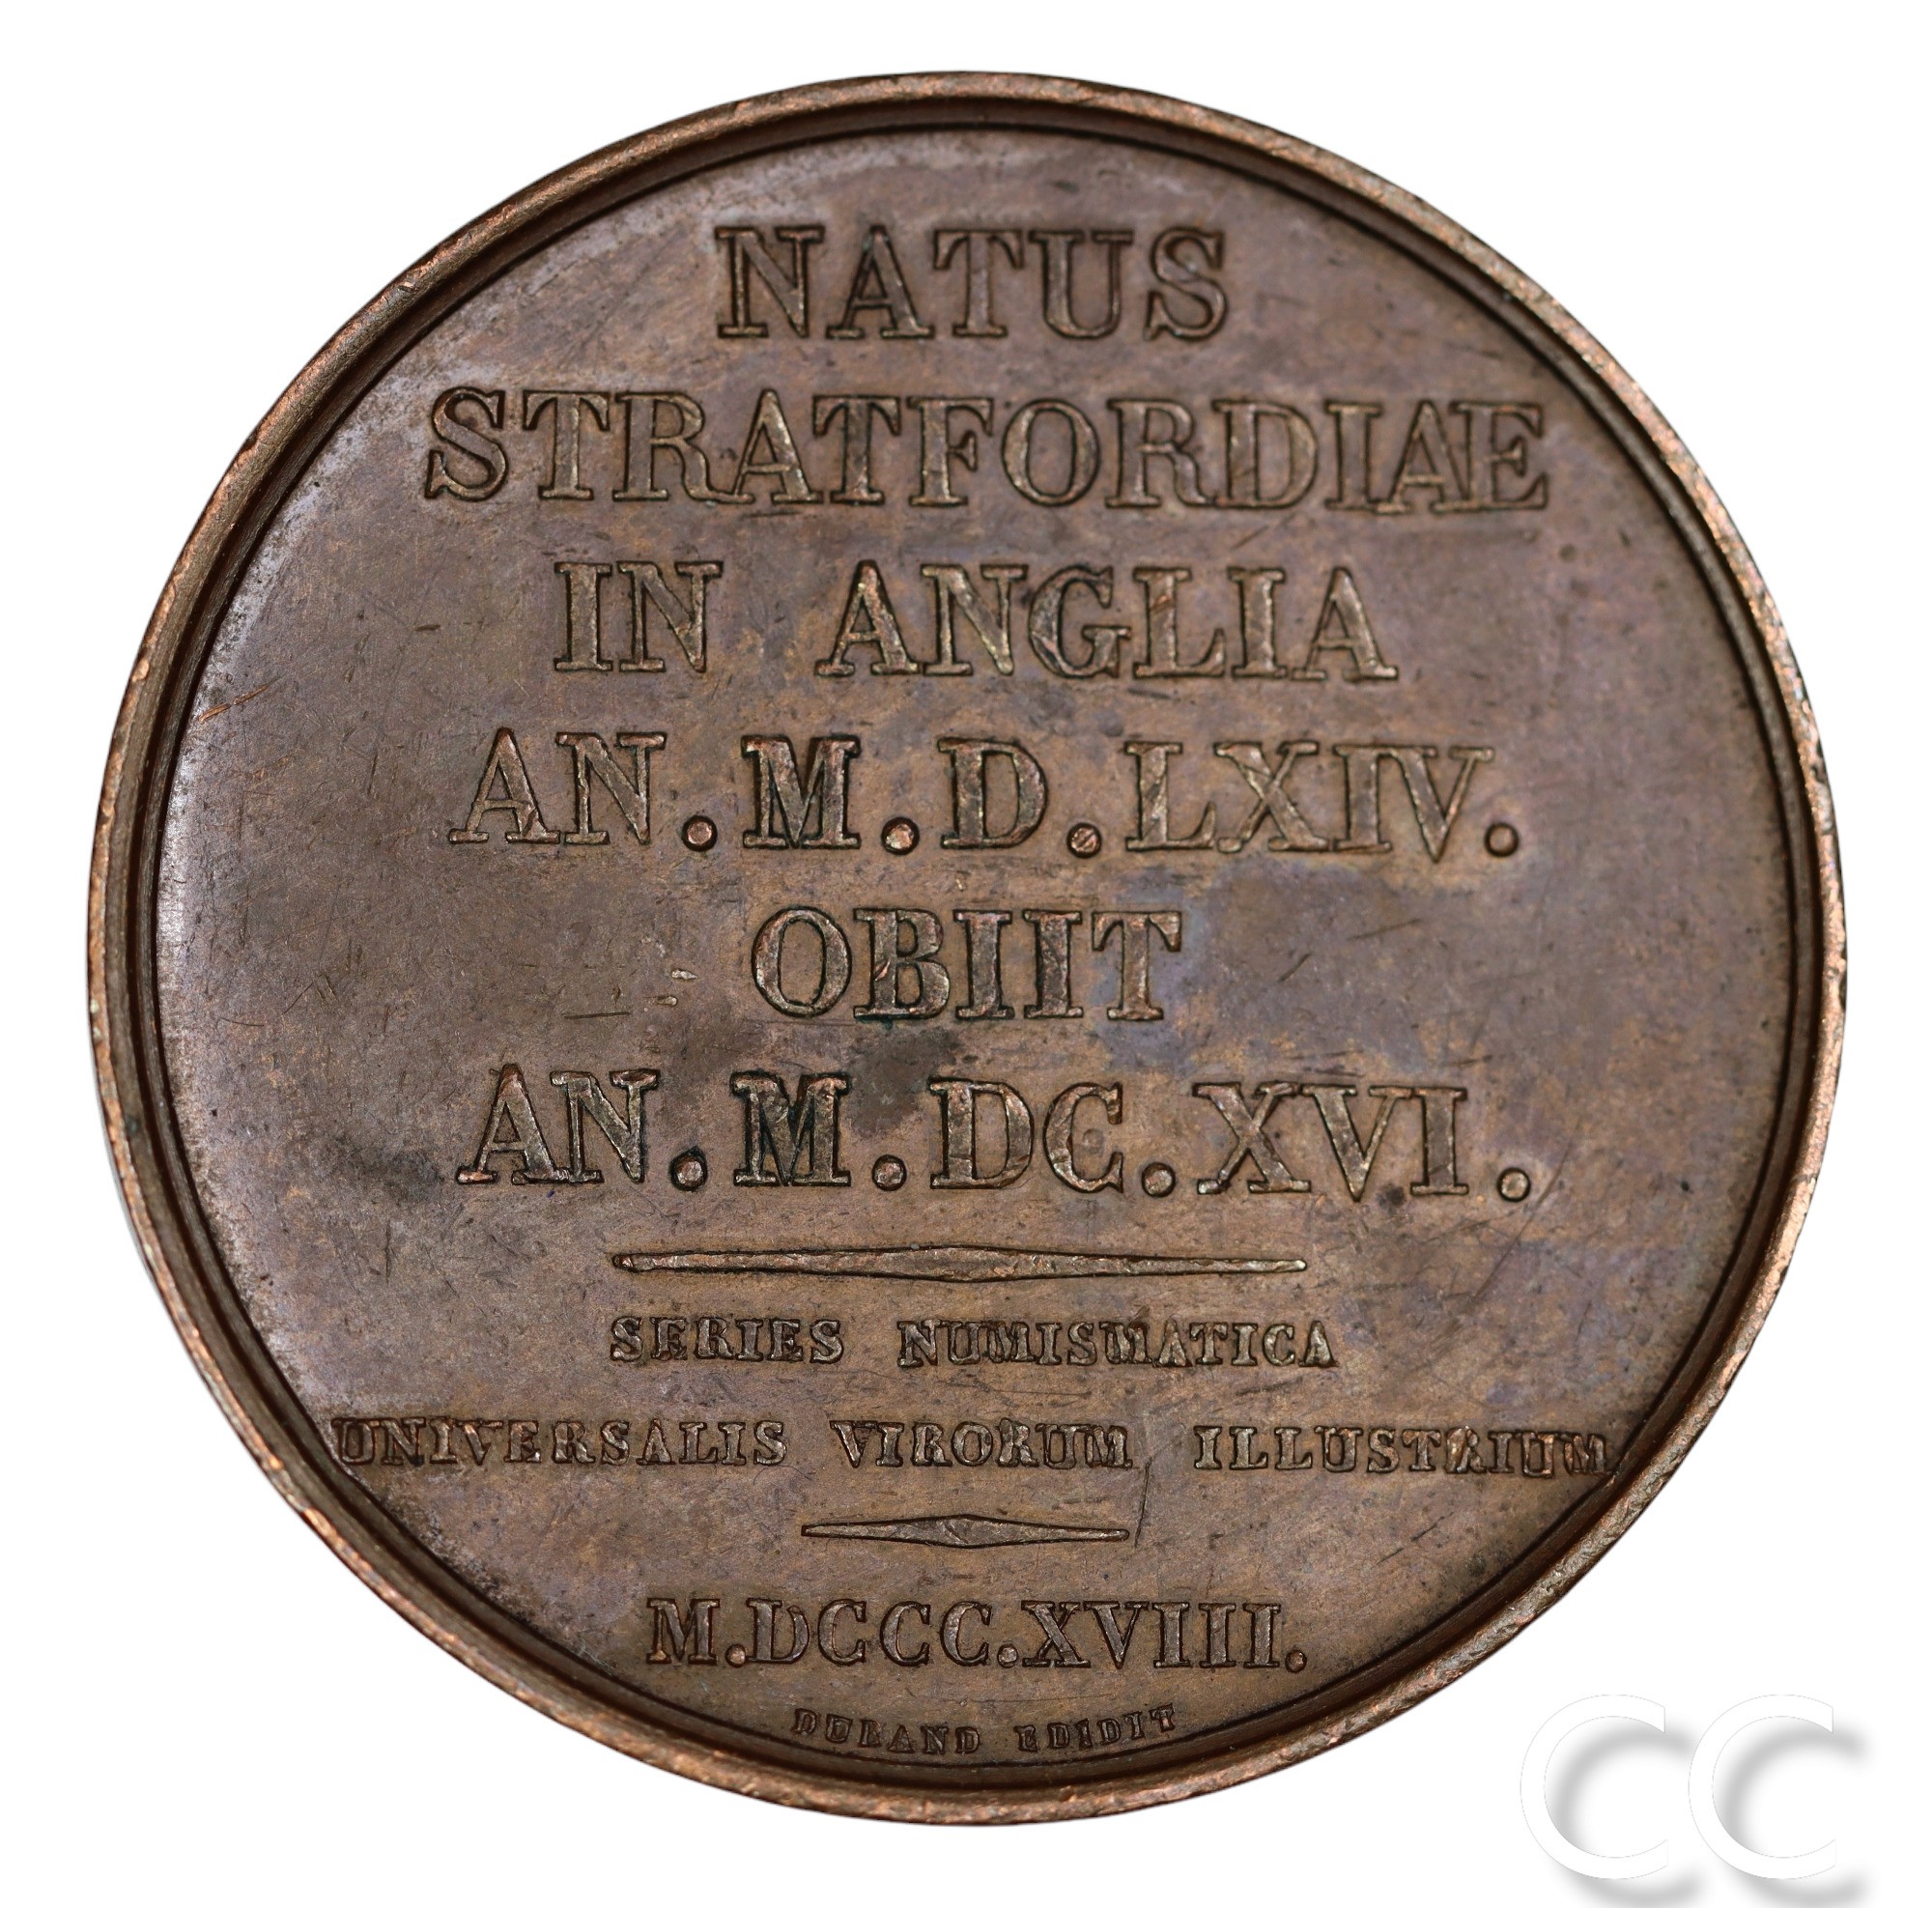 NATUS
STRATFORDIÆ
IN ANGLIA
AN. M. D. LXIV.
OBIIT
AN. M. DC. XVI.
SERIES NUMISMATICA
UNIVERSALIS VIRORUM ILLUSTRIUM
M.DCCC.XVIII.
DURAND EDIDIT
CC